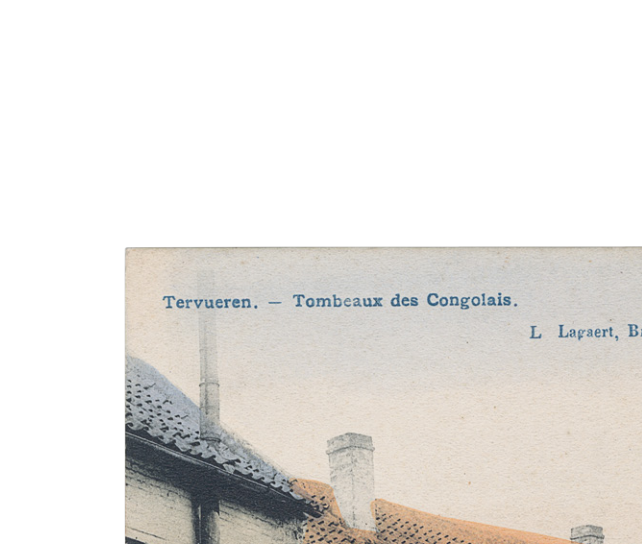 Tervueren. — Tombeaux des Congolais.
L Lagaert,